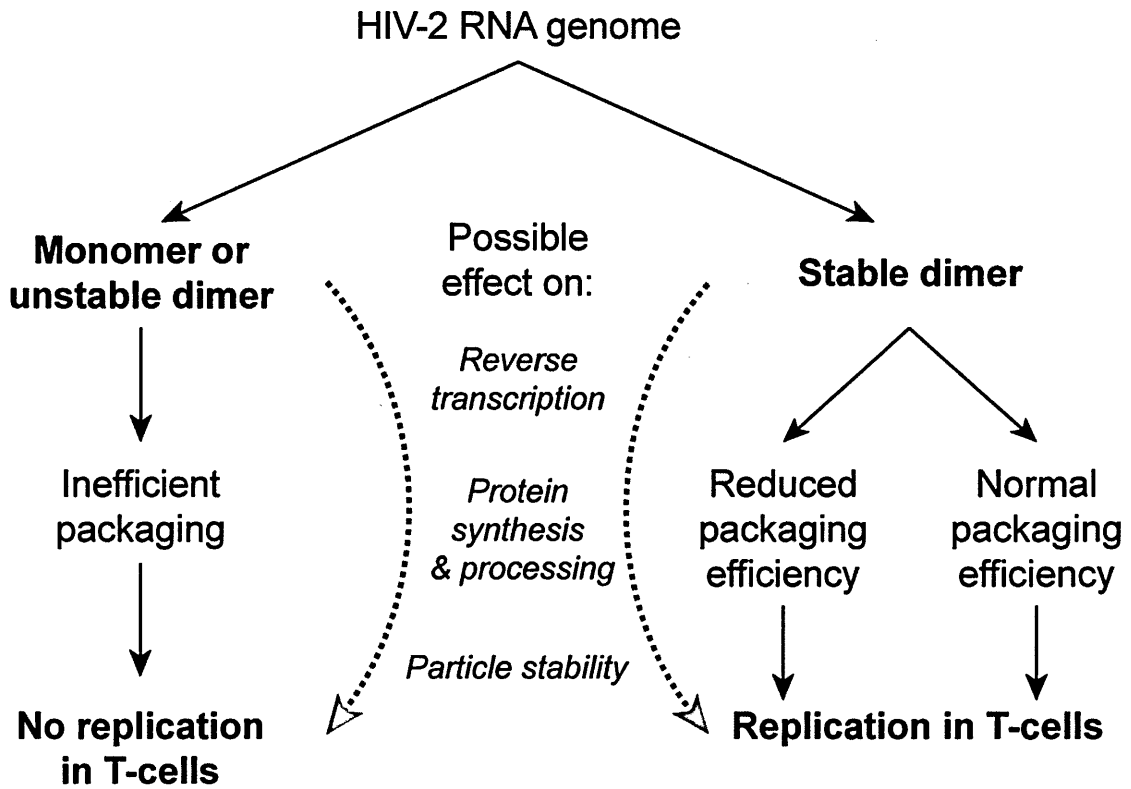 HIV-2 RNA genome
Monomer or
unstable dimer
Possible
effect on:
Stable dimer
Reverse
transcription
Inefficient
packaging
Protein
synthesis
& processing
Reduced
packaging
efficiency
Normal
packaging
efficiency
Particle stability
No replication
in T-cells
Replication in T-cells